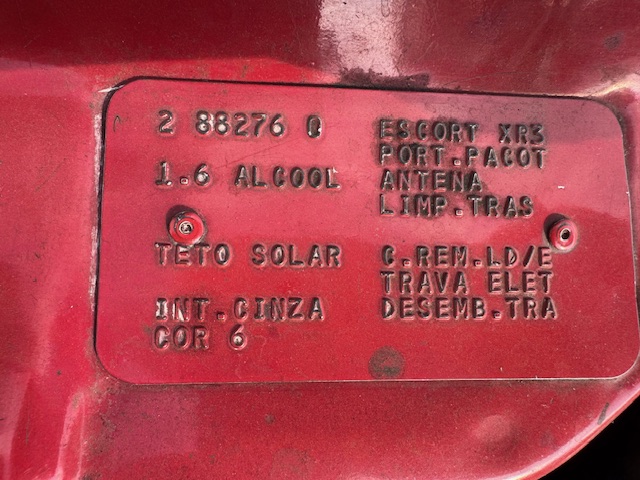 2 88276 0
1.6 ALCOOL
TETO SOLAR
INT.CINZA
COR 6
ESCORT XR3
PORT.PACOT
ANTENA
LIMP.TRAS
C.REM.LD/E
TRAVA ELET
DESEMB.TRA